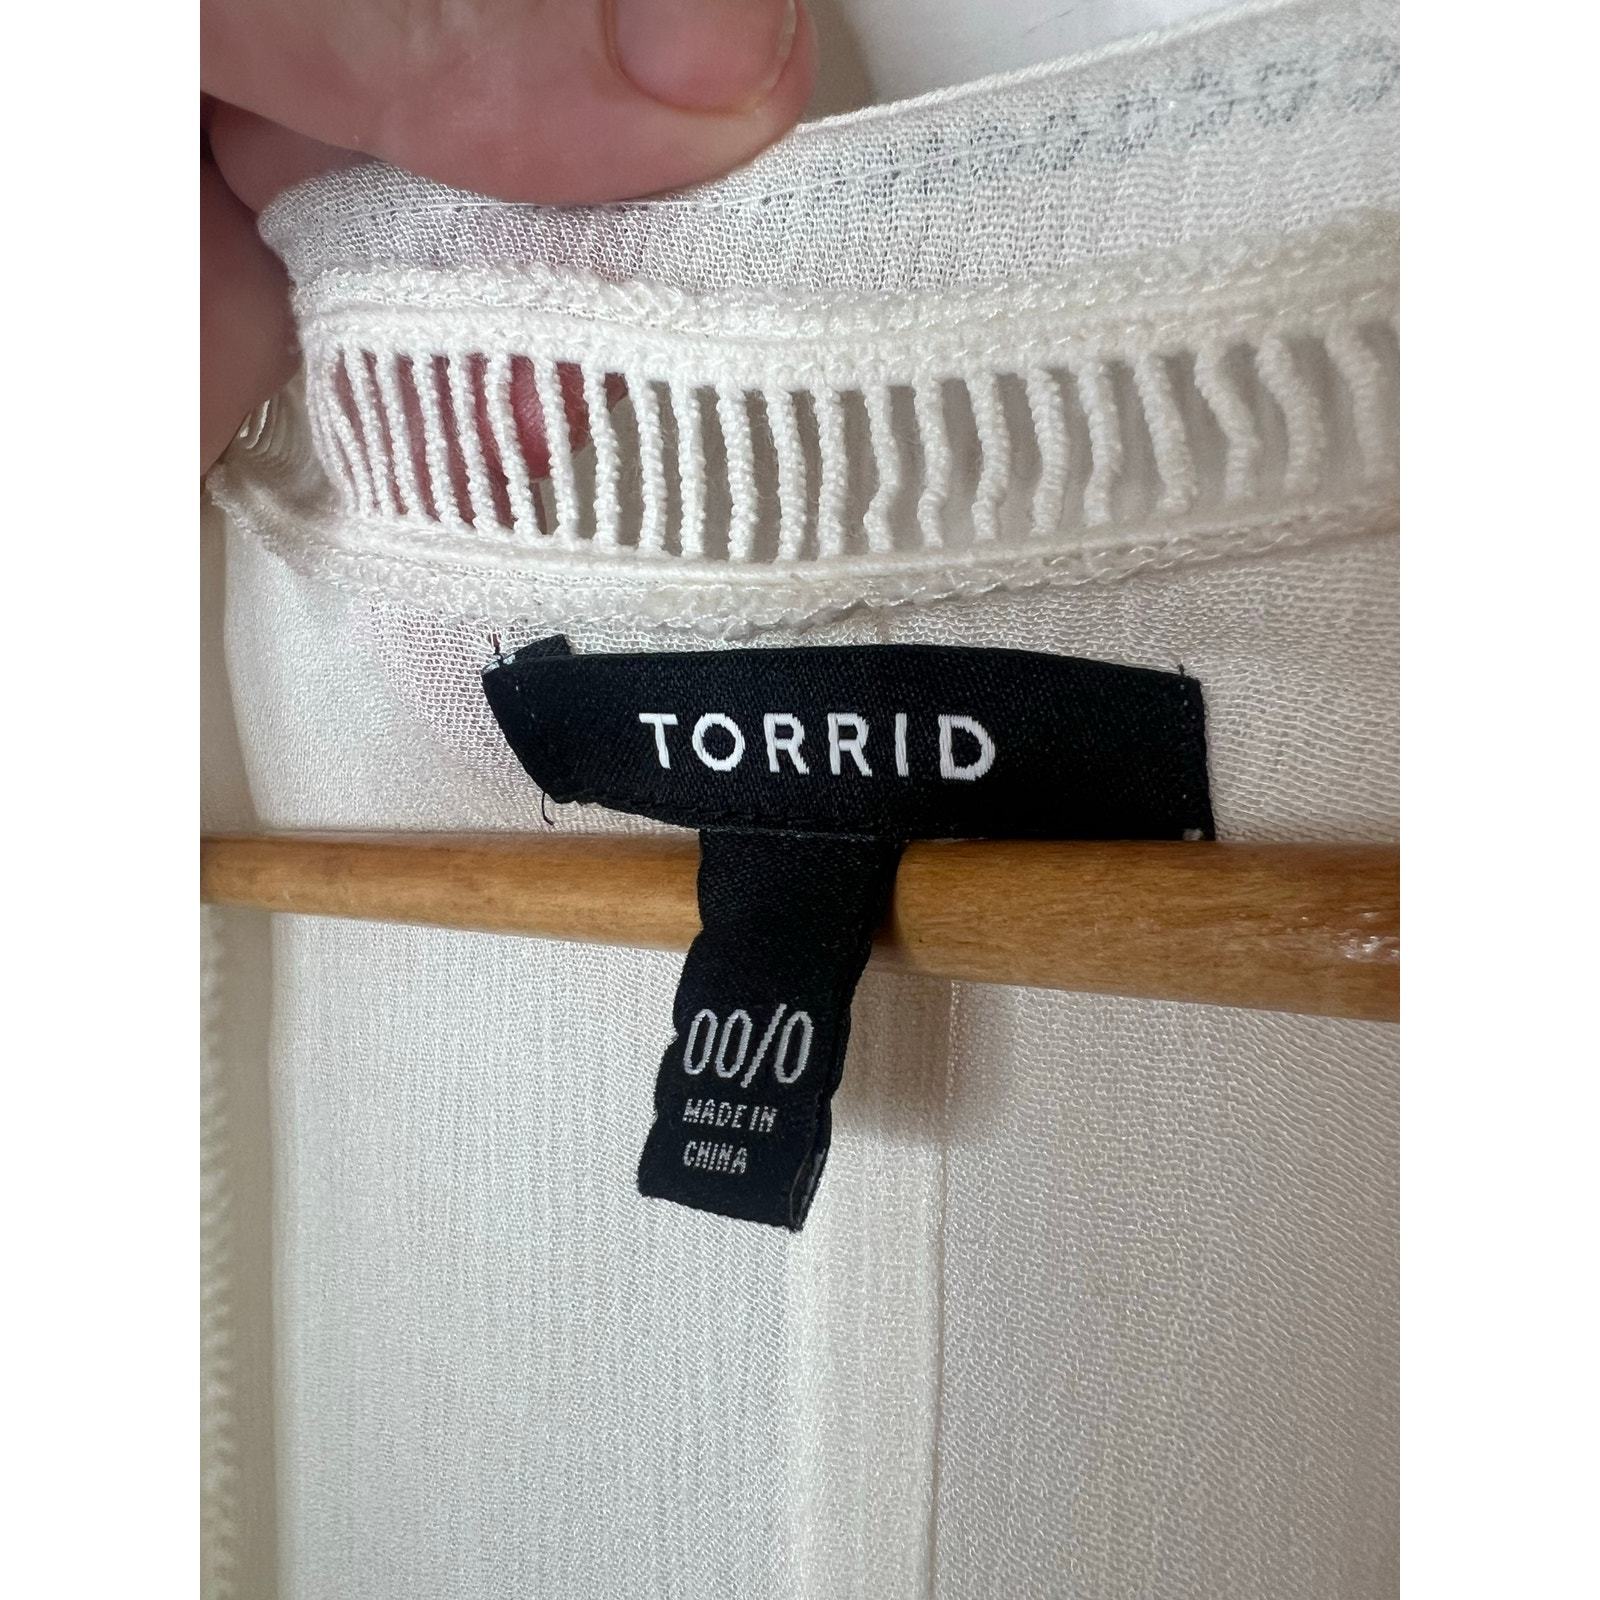 TORRID
00/0
MADE IN
CHINA